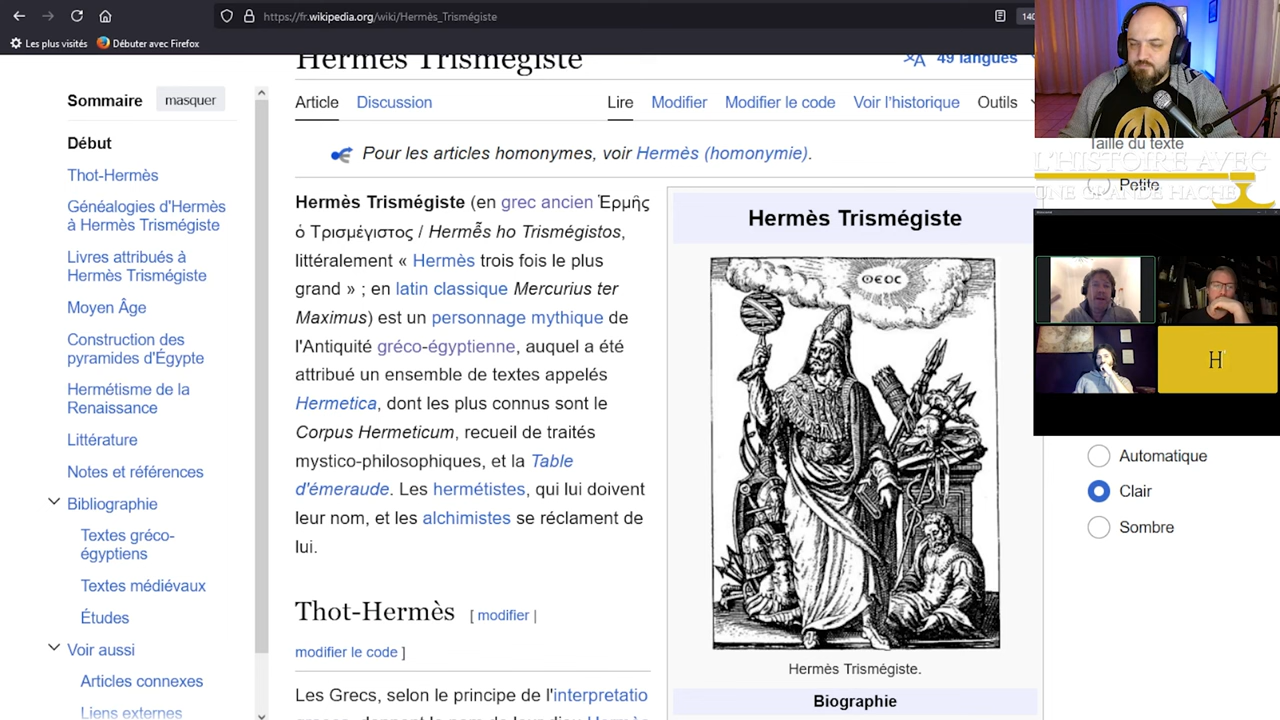 https://fr.wikipedia.org/wiki/Hermès_Trismégiste
140
Les plus visités
Débuter avec Firefox
Hermès Trismégiste
49 langues
Sommaire
masquer
Article
Discussion
Lire
Modifier
Modifier le code
Voir l’historique
Outils
Début
Thot-Hermès
Généalogies d'Hermès
à Hermès Trismégiste
Livres attribués à
Hermès Trismégiste
Moyen Âge
Construction des
pyramides d'Égypte
Hermétisme de la
Renaissance
Littérature
Notes et références
Bibliographie
Textes gréco-
égyptiens
Textes médiévaux
Études
Voir aussi
Articles connexes
Liens externes
Pour les articles homonymes, voir Hermès (homonymie).
Hermès Trismégiste (en grec ancien Ἑρμῆς
ὁ Τρισμέγιστος / Hermễs ho Trismégistos,
littéralement « Hermès trois fois le plus
grand » ; en latin classique Mercurius ter
Maximus) est un personnage mythique de
l'Antiquité gréco-égyptienne, auquel a été
attribué un ensemble de textes appelés
Hermetica, dont les plus connus sont le
Corpus Hermeticum, recueil de traités
mystico-philosophiques, et la Table
d'émeraude. Les hermétistes, qui lui doivent
leur nom, et les alchimistes se réclament de
lui.
Thot-Hermès [ modifier |
modifier le code ]
Les Grecs, selon le principe de l'interpretatio
Hermès Trismégiste
ΘΕΟϹ
Hermès Trismégiste.
Biographie
Taille du texte
L'HISTOIRE AVEC
UNE GRANDE HACHE
Petite
H
Automatique
Clair
Sombre